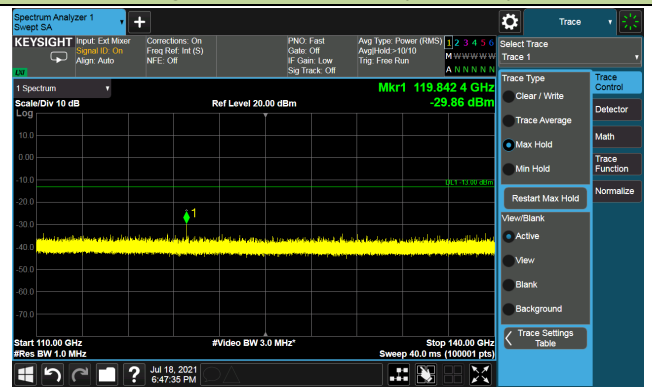 Spectrum Analyzer 1
Swept SA
Trace
KEYSIGHT
Input: Ext Mixer
Signal ID: On
Align: Auto
Corrections: On
Freq Ref: Int (S)
NFE: Off
PNO: Fast
Gate: Off
IF Gain: Low
Sig Track: Off
Avg Type: Power (RMS)
Avg|Hold:>10/10
Trig: Free Run
1 2 3 4 5 6
M W W W W W
A N N N N N
Select Trace
Trace 1
LXI
1 Spectrum
Mkr1 119.842 4 GHz
Scale/Div 10 dB
Ref Level 20.00 dBm
-29.86 dBm
Log
10.0
0.00
-10.0
-20.0
-30.0
-40.0
-50.0
-60.0
-70.0
UL1 -13.00 dBm
1
Start 110.00 GHz
#Video BW 3.0 MHz*
Stop 140.00 GHz
#Res BW 1.0 MHz
Sweep 40.0 ms (100001 pts)
Trace Type
Clear / Write
Trace Average
Max Hold
Min Hold
Restart Max Hold
View/Blank
Active
View
Blank
Background
Trace Settings
Table
Trace
Control
Detector
Math
Trace
Function
Normalize
?
Jul 18, 2021
6:47:35 PM